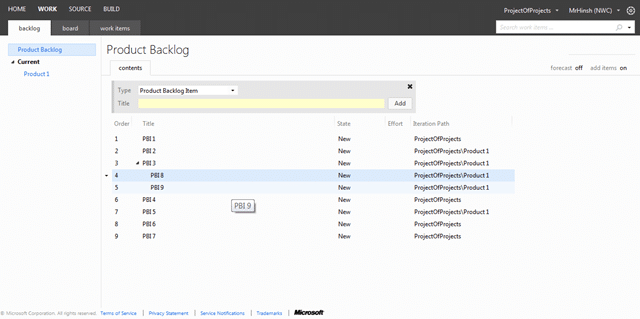 HOME WORK SOURCE BUILD ProjectOfProjects MrHinsh (NWC)
backlog board work items Search work items...
Product Backlog
Current
Product 1
Product Backlog
contents forecast off add items on
Type Product Backlog Item
Title Add
Order Title State Effort Iteration Path
1 PBI 1 New ProjectOfProjects
2 PBI 2 New ProjectOfProjects\Product 1
3 PBI 3 New ProjectOfProjects\Product 1
4 PBI 8 New ProjectOfProjects\Product 1
5 PBI 9 New ProjectOfProjects\Product 1
6 PBI 4 New ProjectOfProjects
PBI 9
7 PBI 5 New ProjectOfProjects\Product 1
8 PBI 6 New ProjectOfProjects
9 PBI 7 New ProjectOfProjects
© Microsoft Corporation. All rights reserved. Terms of Service | Privacy Statement | Service Notifications | Trademarks | Microsoft